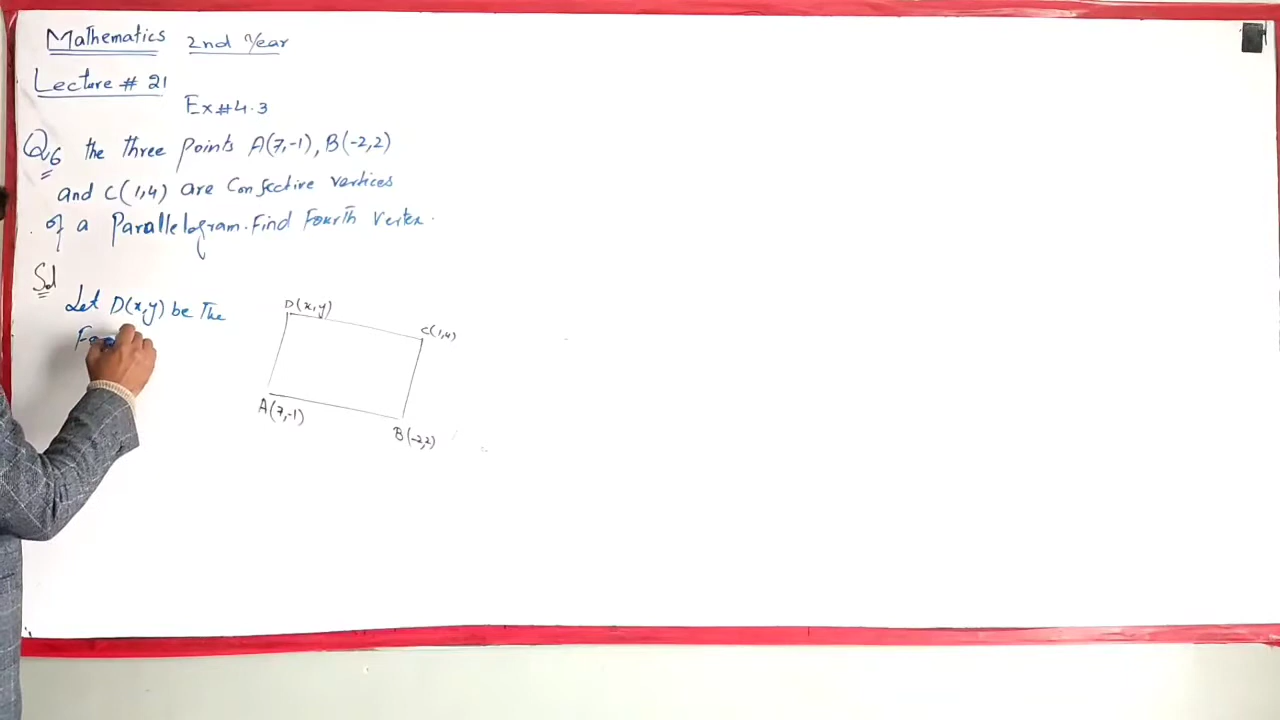 Mathematics 2nd Year
Lecture # 21
Ex#4.3
Q6 the three points A(7,-1), B(-2,2)
and C(1,4) are Consective vertices
of a Parallelogram. Find Fourth Vertex.
Sol
Let D(x,y) be The
D(x,y)
C(1,4)
A(7,-1)
B(-2,2)